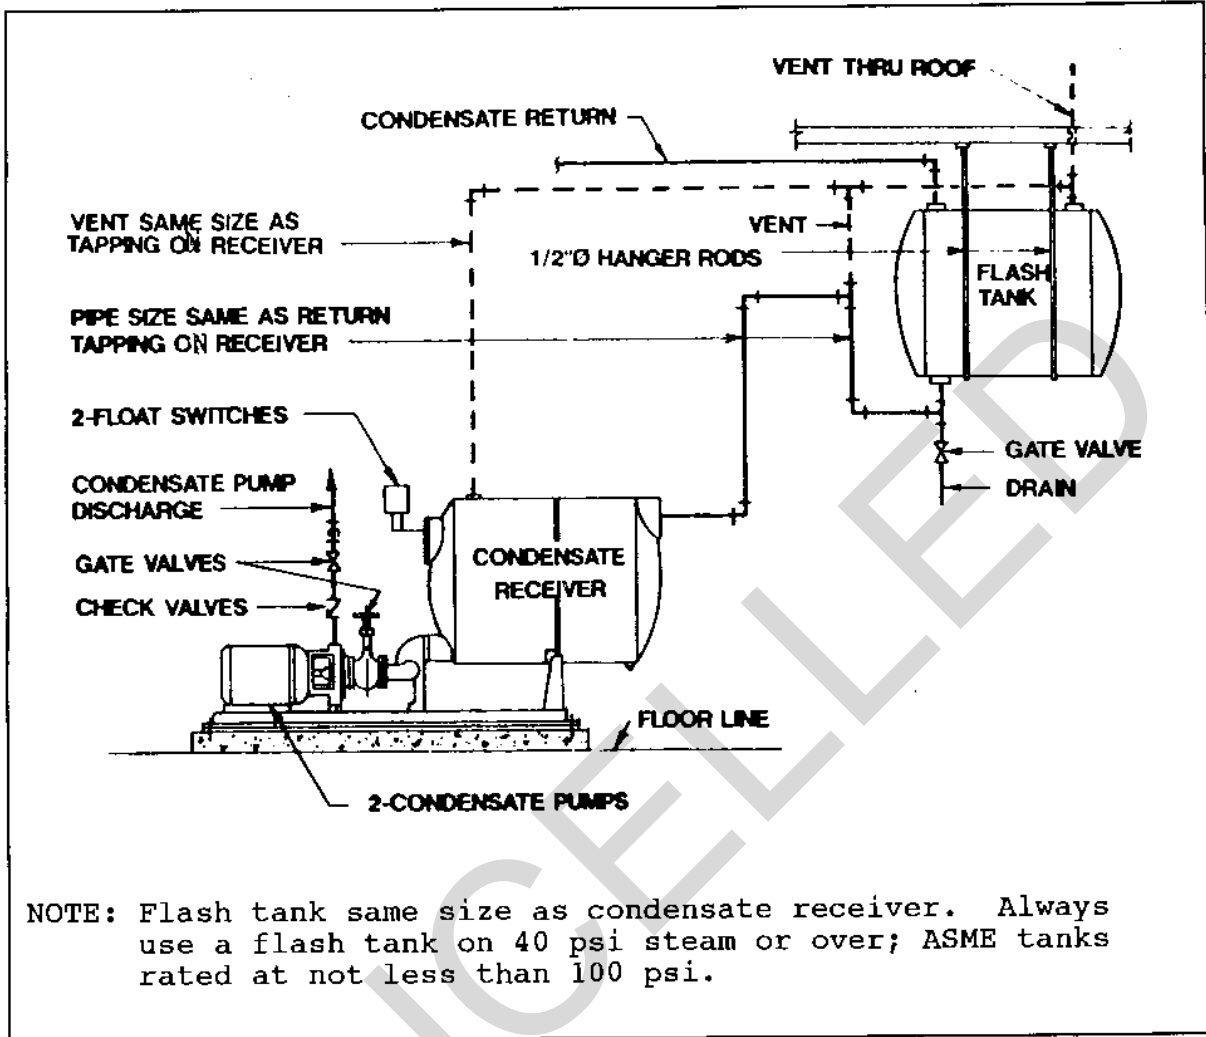 VENT THRU ROOF
CONDENSATE RETURN
VENT SAME SIZE AS
TAPPING ON RECEIVER
VENT
1/2"Ø HANGER RODS
FLASH
TANK
PIPE SIZE SAME AS RETURN
TAPPING ON RECEIVER
2-FLOAT SWITCHES
GATE VALVE
DRAIN
CONDENSATE PUMP
DISCHARGE
CONDENSATE
RECEIVER
GATE VALVES
CHECK VALVES
FLOOR LINE
2-CONDENSATE PUMPS
NOTE: Flash tank same size as condensate receiver. Always
use a flash tank on 40 psi steam or over; ASME tanks
rated at not less than 100 psi.
NCELLED